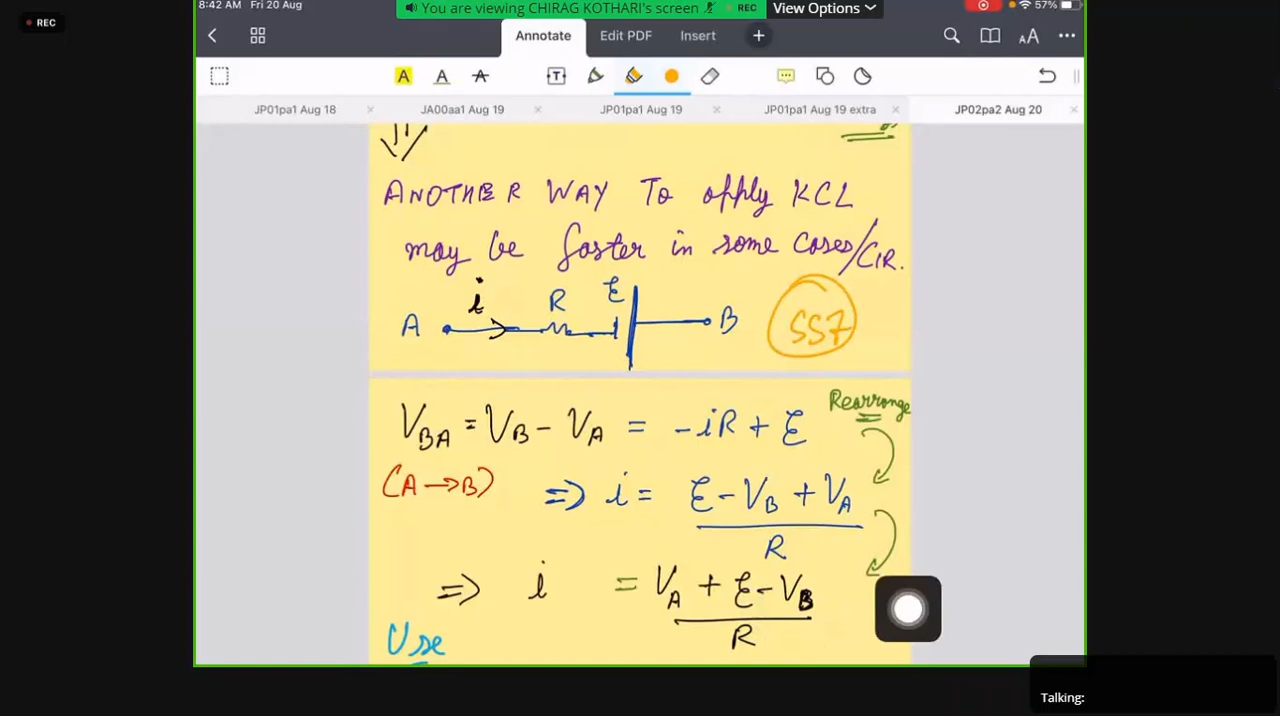 8:42 AM Fri 20 Aug
You are viewing CHIRAG KOTHARI's screen REC
View Options
57%
REC
Annotate Edit PDF Insert +
AA
A A A T
JP01pa1 Aug 18 × JA00aa1 Aug 19 × JP01pa1 Aug 19 × JP01pa1 Aug 19 extra × JP02pa2 Aug 20 ×
ANOTHER WAY To apply KCL
may be faster in some Cases/CIR.
i R ℰ
A B SS7
Rearrange
V_BA = V_B - V_A = -iR + ℰ
(A→B) => i = ℰ - V_B + V_A
R
=> i = V_A + ℰ - V_B
R
Use
Talking: